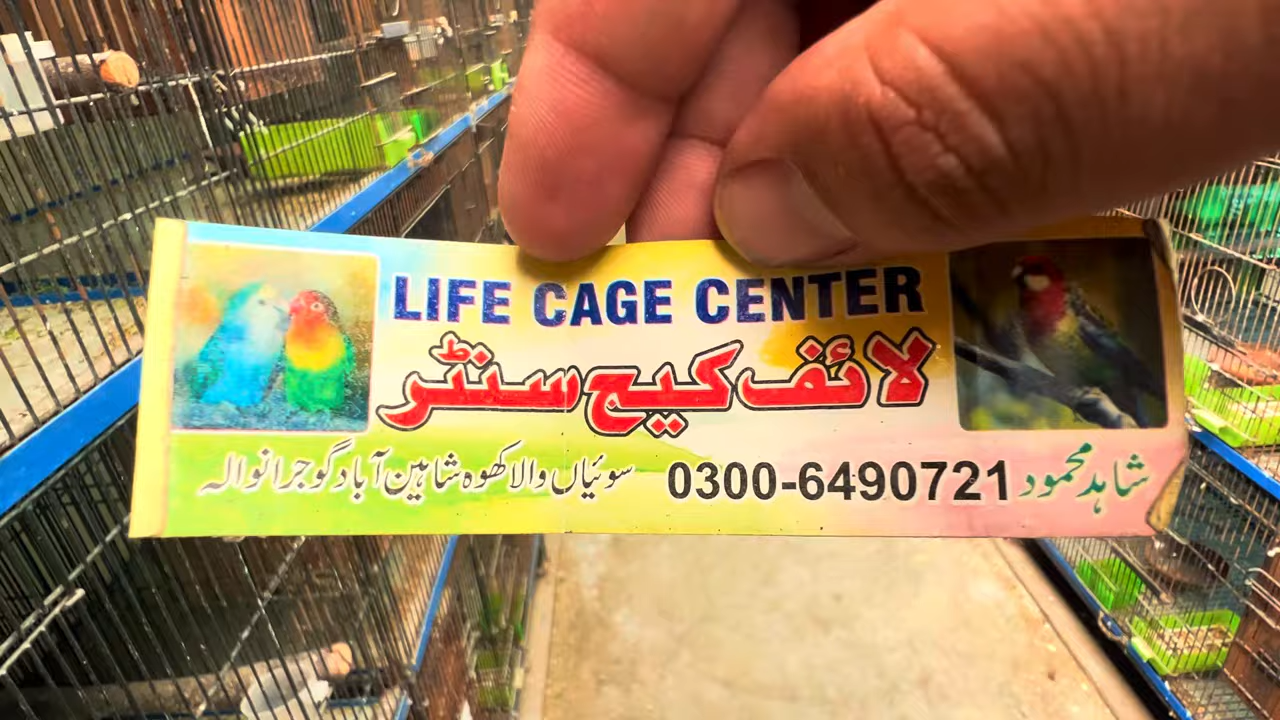 LIFE CAGE CENTER
لائف کیج سنٹر
شاہد محمود 0300-6490721 سوئیاں والا کھوہ شاہین آباد گوجرانوالہ